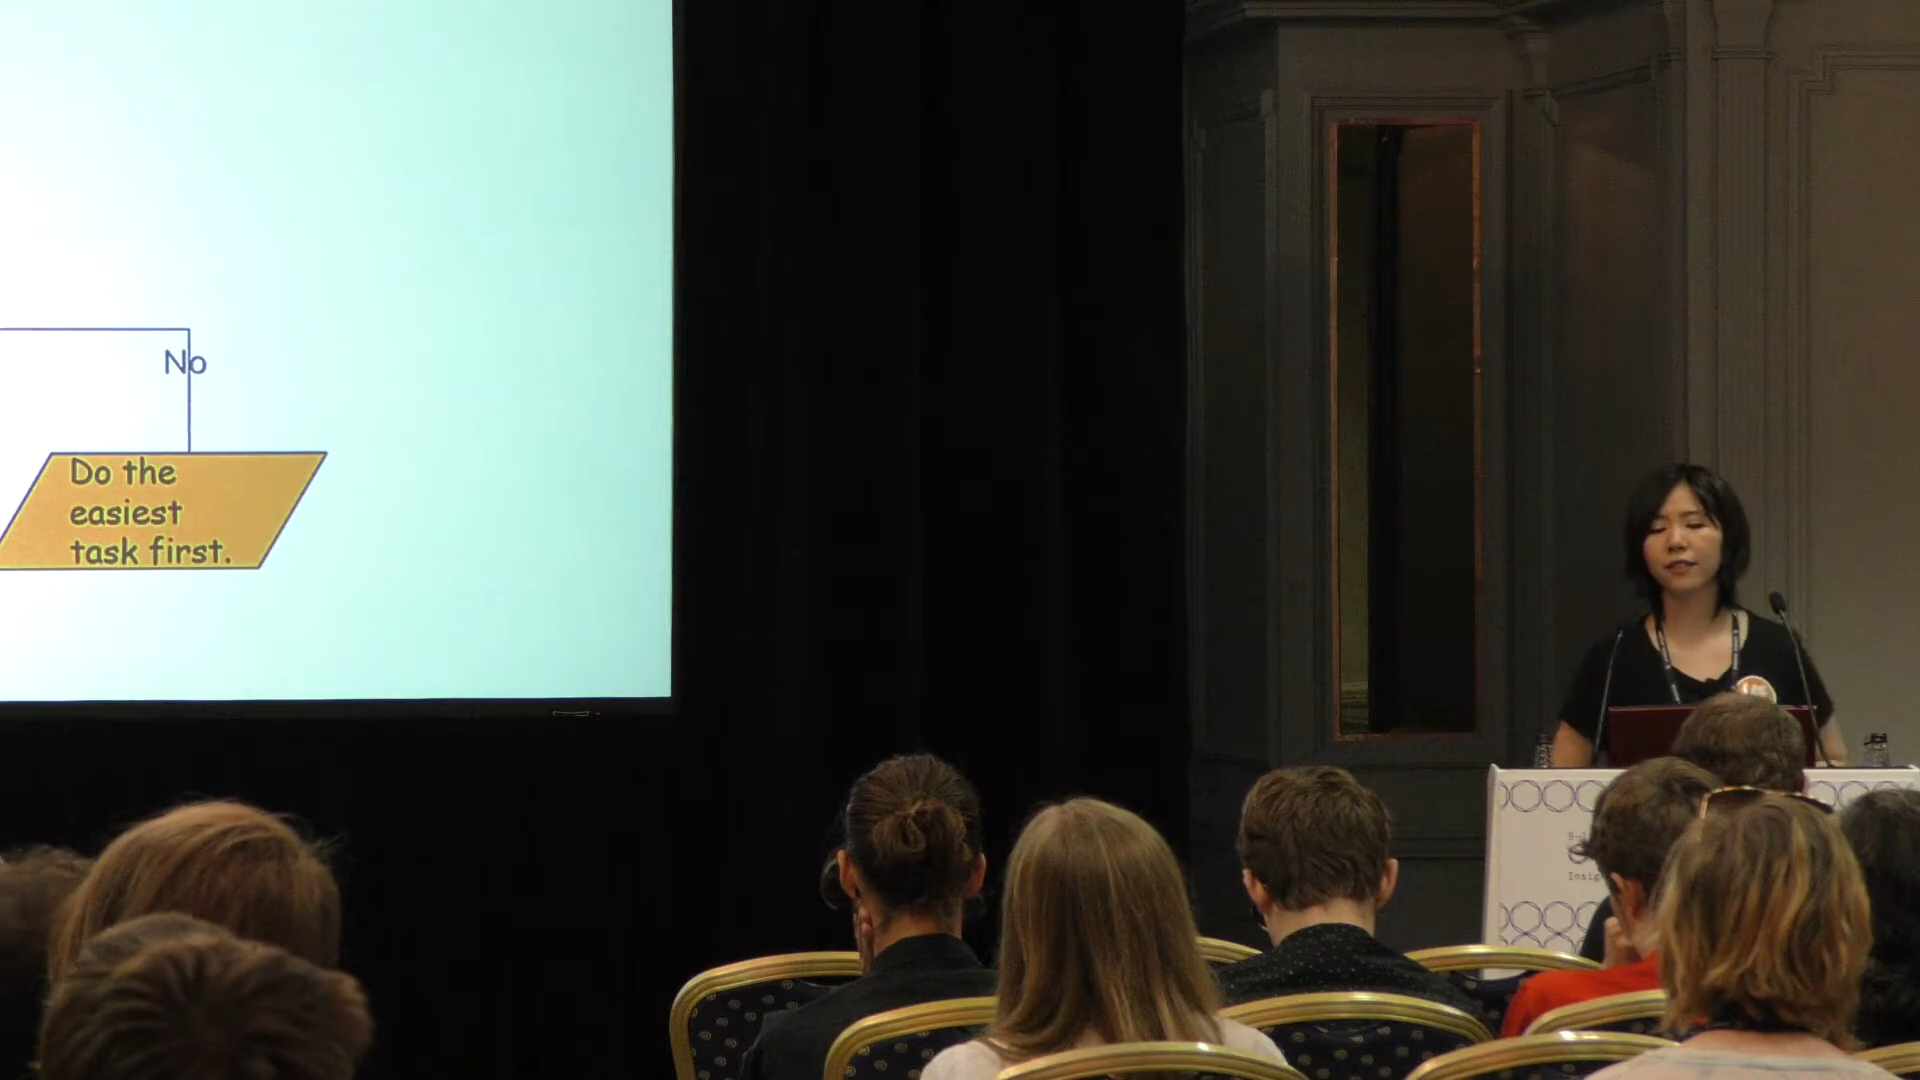 No
Do the
easiest
task first.